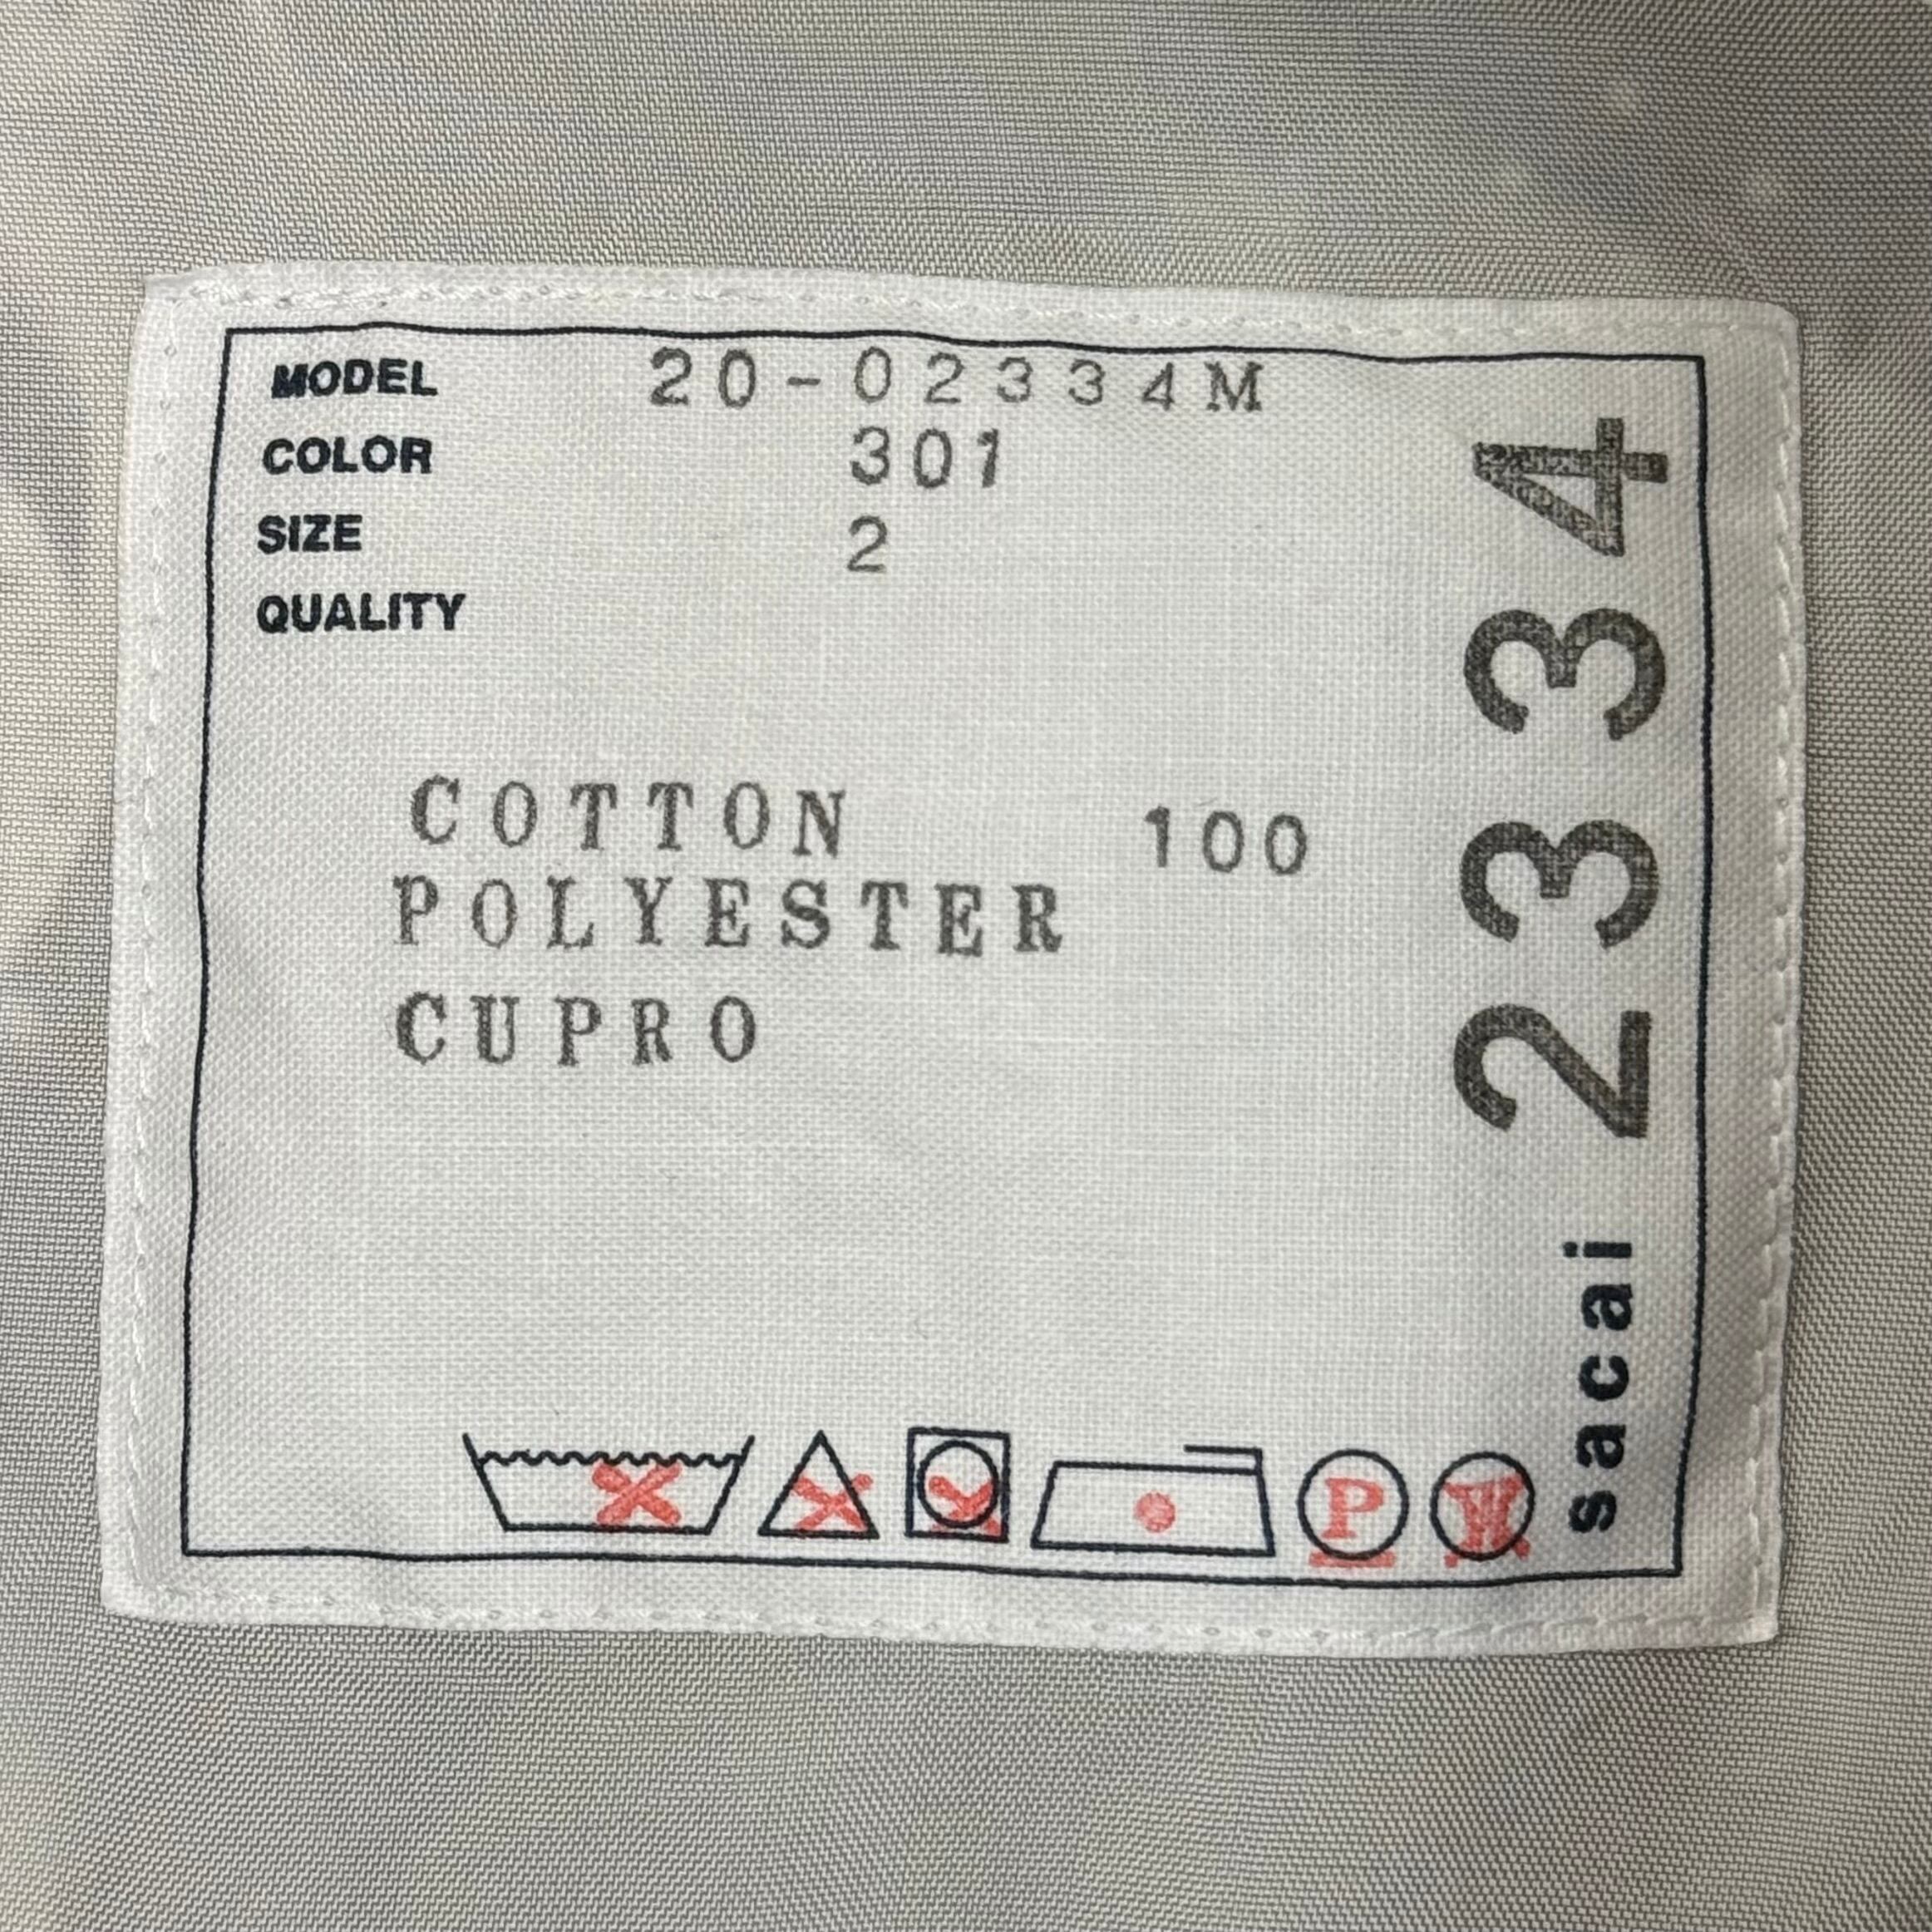 MODEL 20-02334M
COLOR 301
SIZE 2
QUALITY
COTTON 100
POLYESTER
CUPRO
sacai 2334
P
W